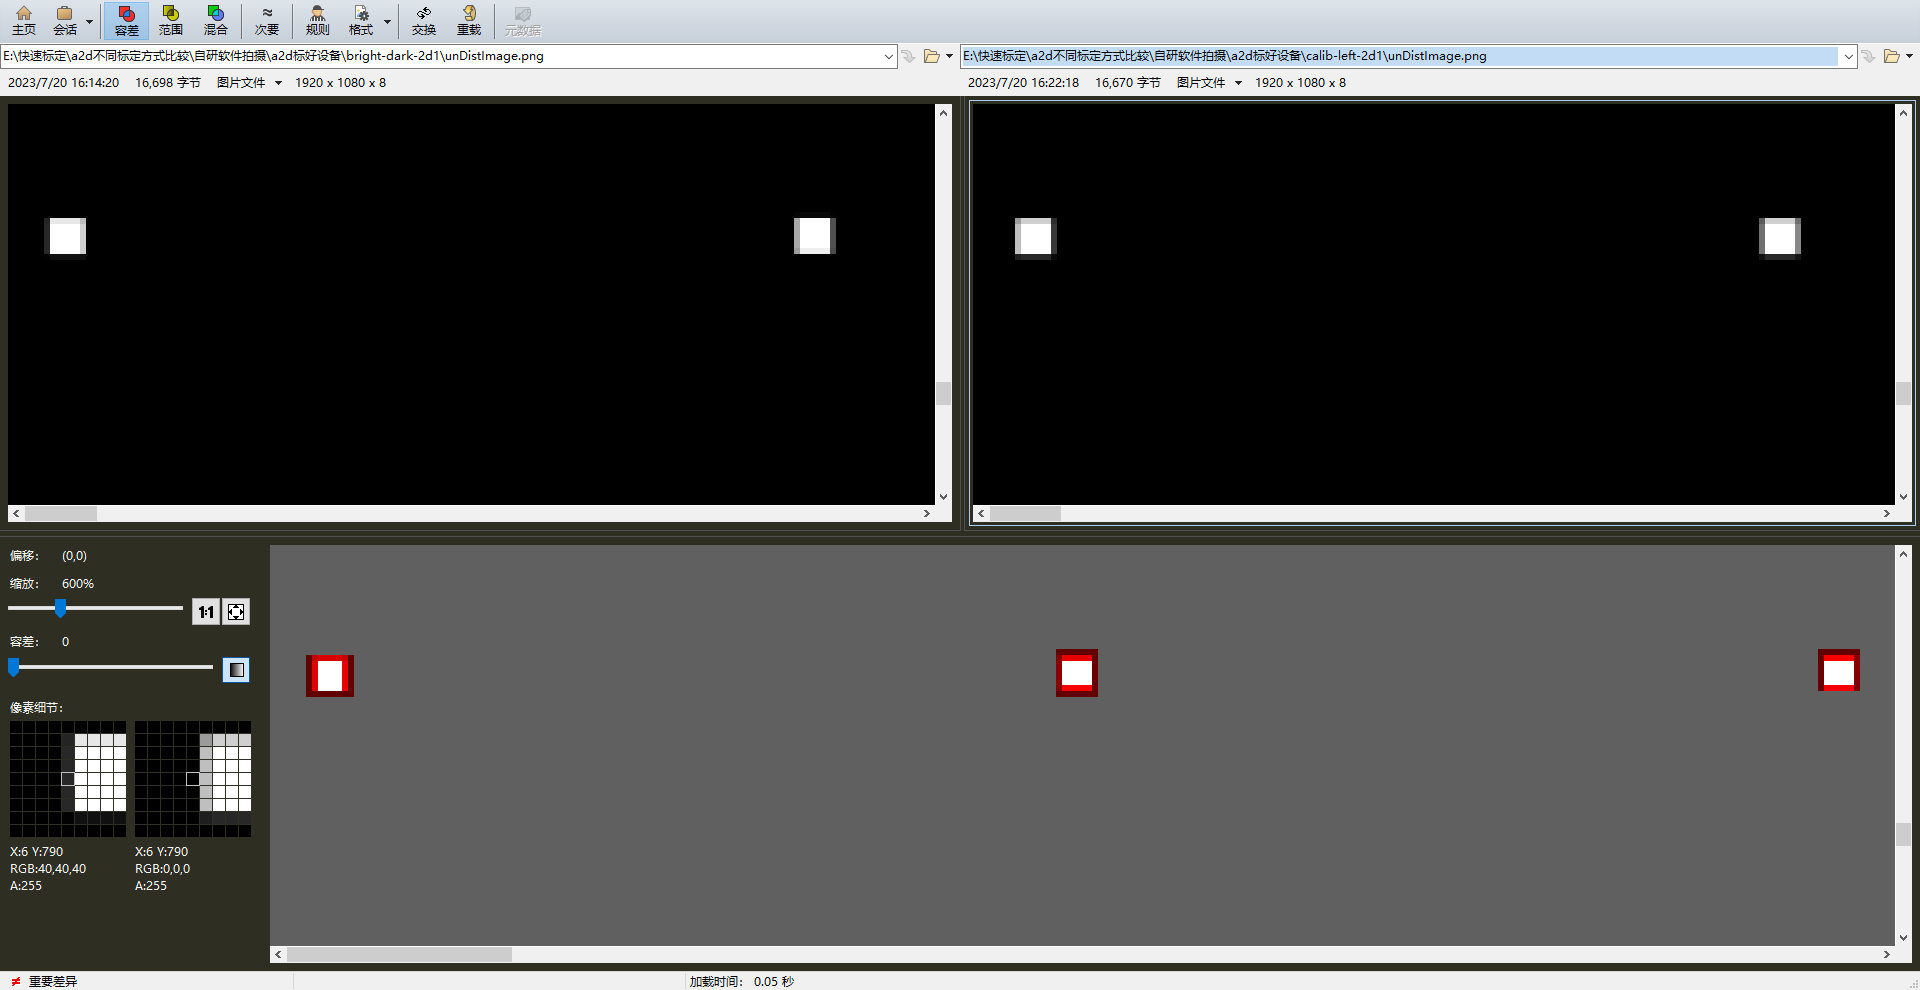 主页 会话 容差 范围 混合 次要 规则 格式 交换 重载 元数据
E:\快速标定\a2d不同标定方式比较\自研软件拍摄\a2d标好设备\bright-dark-2d1\unDistImage.png
E:\快速标定\a2d不同标定方式比较\自研软件拍摄\a2d标好设备\calib-left-2d1\unDistImage.png
2023/7/20 16:14:20 16,698 字节 图片文件 1920 x 1080 x 8
2023/7/20 16:22:18 16,670 字节 图片文件 1920 x 1080 x 8
偏移: (0,0)
缩放: 600%
1:1
容差: 0
像素细节:
X:6 Y:790 X:6 Y:790
RGB:40,40,40 RGB:0,0,0
A:255 A:255
≠ 重要差异 加载时间: 0.05 秒